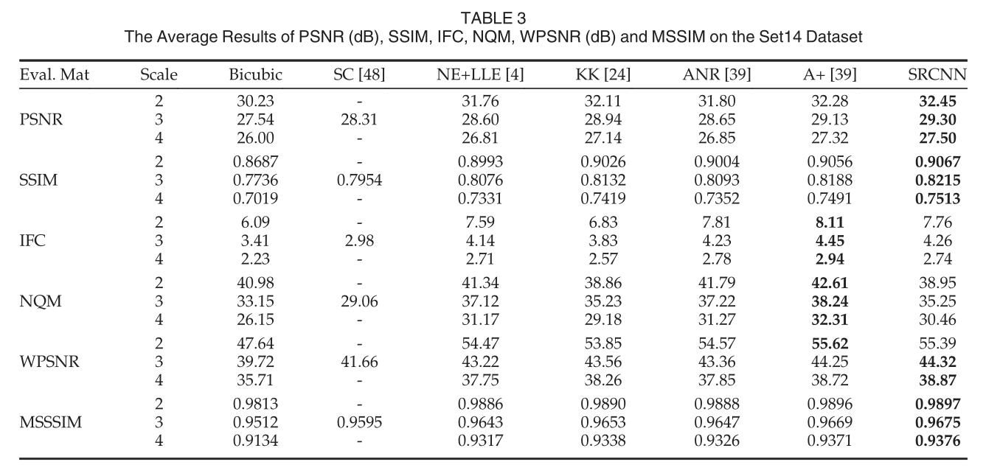 TABLE 3
The Average Results of PSNR (dB), SSIM, IFC, NQM, WPSNR (dB) and MSSIM on the Set14 Dataset
Eval. Mat Scale Bicubic SC [48] NE+LLE [4] KK [24] ANR [39] A+ [39] SRCNN
2 30.23 - 31.76 32.11 31.80 32.28 32.45
PSNR 3 27.54 28.31 28.60 28.94 28.65 29.13 29.30
4 26.00 - 26.81 27.14 26.85 27.32 27.50
2 0.8687 - 0.8993 0.9026 0.9004 0.9056 0.9067
SSIM 3 0.7736 0.7954 0.8076 0.8132 0.8093 0.8188 0.8215
4 0.7019 - 0.7331 0.7419 0.7352 0.7491 0.7513
2 6.09 - 7.59 6.83 7.81 8.11 7.76
IFC 3 3.41 2.98 4.14 3.83 4.23 4.45 4.26
4 2.23 - 2.71 2.57 2.78 2.94 2.74
2 40.98 - 41.34 38.86 41.79 42.61 38.95
NQM 3 33.15 29.06 37.12 35.23 37.22 38.24 35.25
4 26.15 - 31.17 29.18 31.27 32.31 30.46
2 47.64 - 54.47 53.85 54.57 55.62 55.39
WPSNR 3 39.72 41.66 43.22 43.56 43.36 44.25 44.32
4 35.71 - 37.75 38.26 37.85 38.72 38.87
2 0.9813 - 0.9886 0.9890 0.9888 0.9896 0.9897
MSSSIM 3 0.9512 0.9595 0.9643 0.9653 0.9647 0.9669 0.9675
4 0.9134 - 0.9317 0.9338 0.9326 0.9371 0.9376